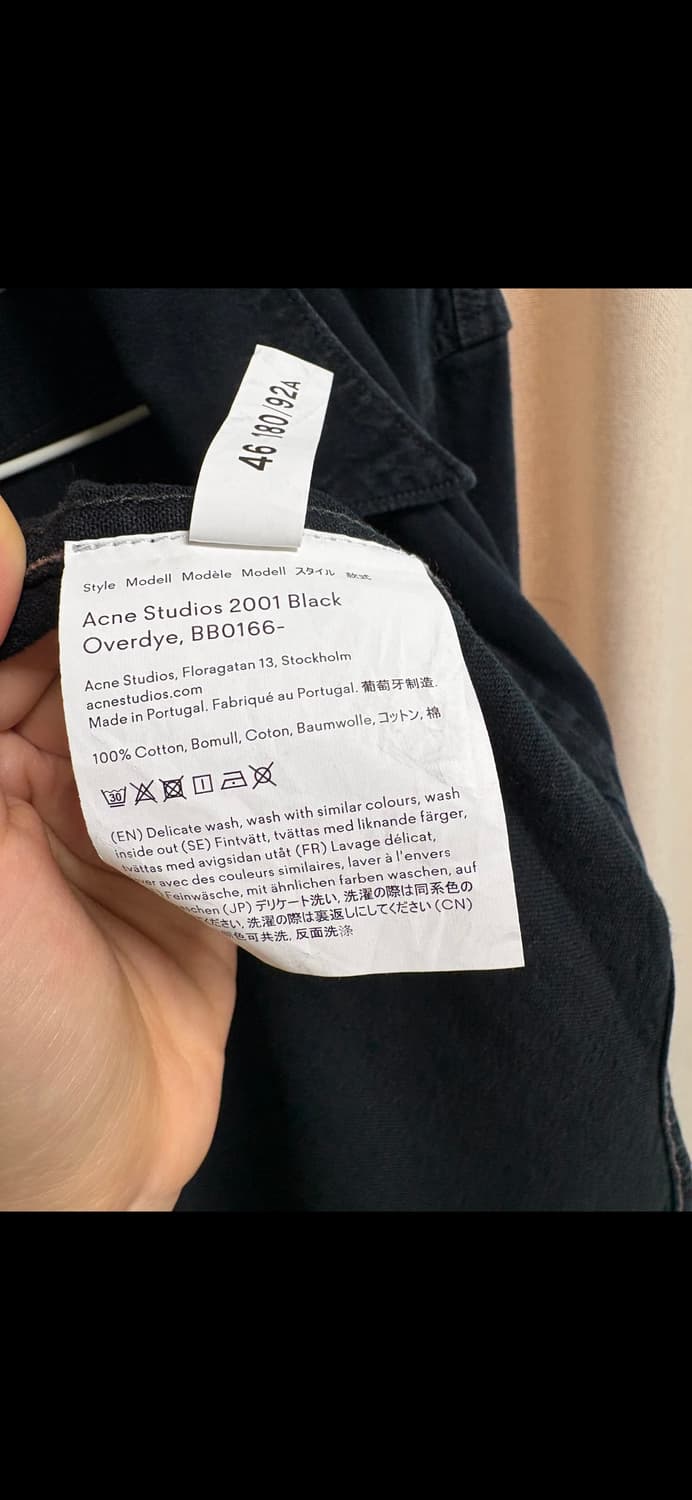 46 180/92A
Style Modell Modèle Modell スタイル 款式
Acne Studios 2001 Black
Overdye, BB0166-
Acne Studios, Floragatan 13, Stockholm
acnestudios.com
Made in Portugal. Fabriqué au Portugal. 葡萄牙制造.
100% Cotton, Bomull, Coton, Baumwolle, コットン, 棉
30
(EN) Delicate wash, wash with similar colours, wash
inside out (SE) Fintvätt, tvättas med liknande färger,
tvättas med avigsidan utåt (FR) Lavage délicat,
avec des couleurs similaires, laver à l'envers
Feinwäsche, mit ähnlichen farben waschen, auf
(JP) デリケート洗い, 洗濯の際は同系色の
ださい, 洗濯の際は裏返しにしてください (CN)
色可共洗, 反面洗涤